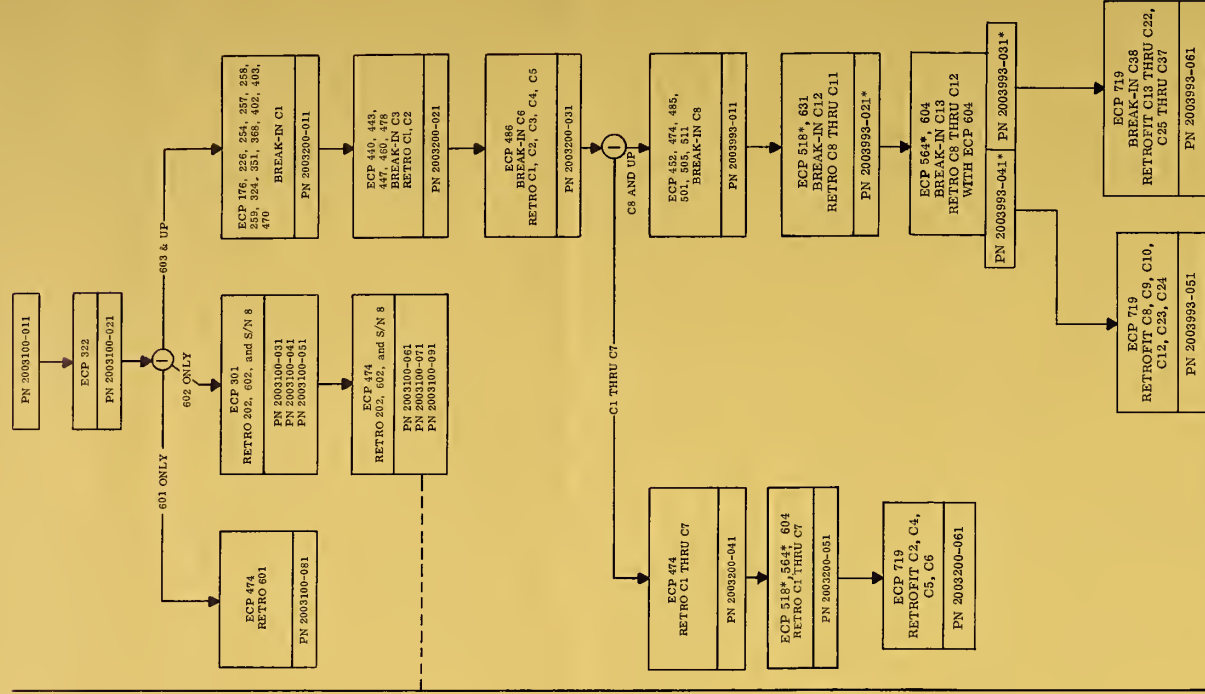 PN 2003100-011
ECP 322
PN 2003100-021
1
601 ONLY
602 ONLY
603 & UP
ECP 474
RETRO 601
PN 2003100-081
ECP 301
RETRO 202, 602, and S/N 8
PN 2003100-031
PN 2003100-041
PN 2003100-051
ECP 474
RETRO 202, 602, and S/N 8
PN 2003100-061
PN 2003100-071
PN 2003100-091
ECP 176, 226, 254, 257, 258,
259, 324, 351, 368, 402, 403,
470
BREAK-IN C1
PN 2003200-011
ECP 440, 443,
447, 460, 478
BREAK-IN C3
RETRO C1, C2
PN 2003200-021
ECP 486
BREAK-IN C6
RETRO C1, C2, C3, C4, C5
PN 2003200-031
1
C1 THRU C7
C8 AND UP
ECP 474
RETRO C1 THRU C7
PN 2003200-041
ECP 518*, 564*, 604
RETRO C1 THRU C7
PN 2003200-051
ECP 719
RETROFIT C2, C4,
C5, C6
PN 2003200-061
ECP 452, 474, 485,
501, 505, 511
BREAK-IN C8
PN 2003993-011
ECP 518*, 631
BREAK-IN C12
RETRO C8 THRU C11
PN 2003993-021*
ECP 564*, 604
BREAK-IN C13
RETRO C8 THRU C12
WITH ECP 604
PN 2003993-041*
PN 2003993-031*
ECP 719
RETROFIT C8, C9, C10,
C12, C23, C24
PN 2003993-051
ECP 719
BREAK-IN C38
RETROFIT C13 THRU C22,
C25 THRU C37
PN 2003993-061